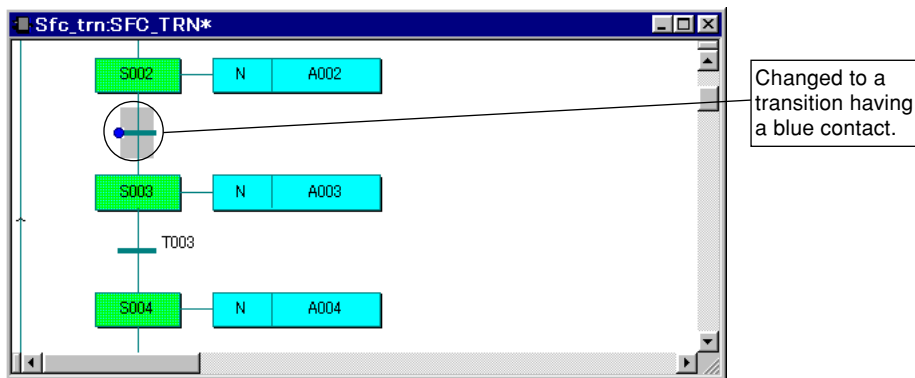 Sfc_trn:SFC_TRN*
S002 N A002
Changed to a
transition having
a blue contact.
S003 N A003
T003
S004 N A004